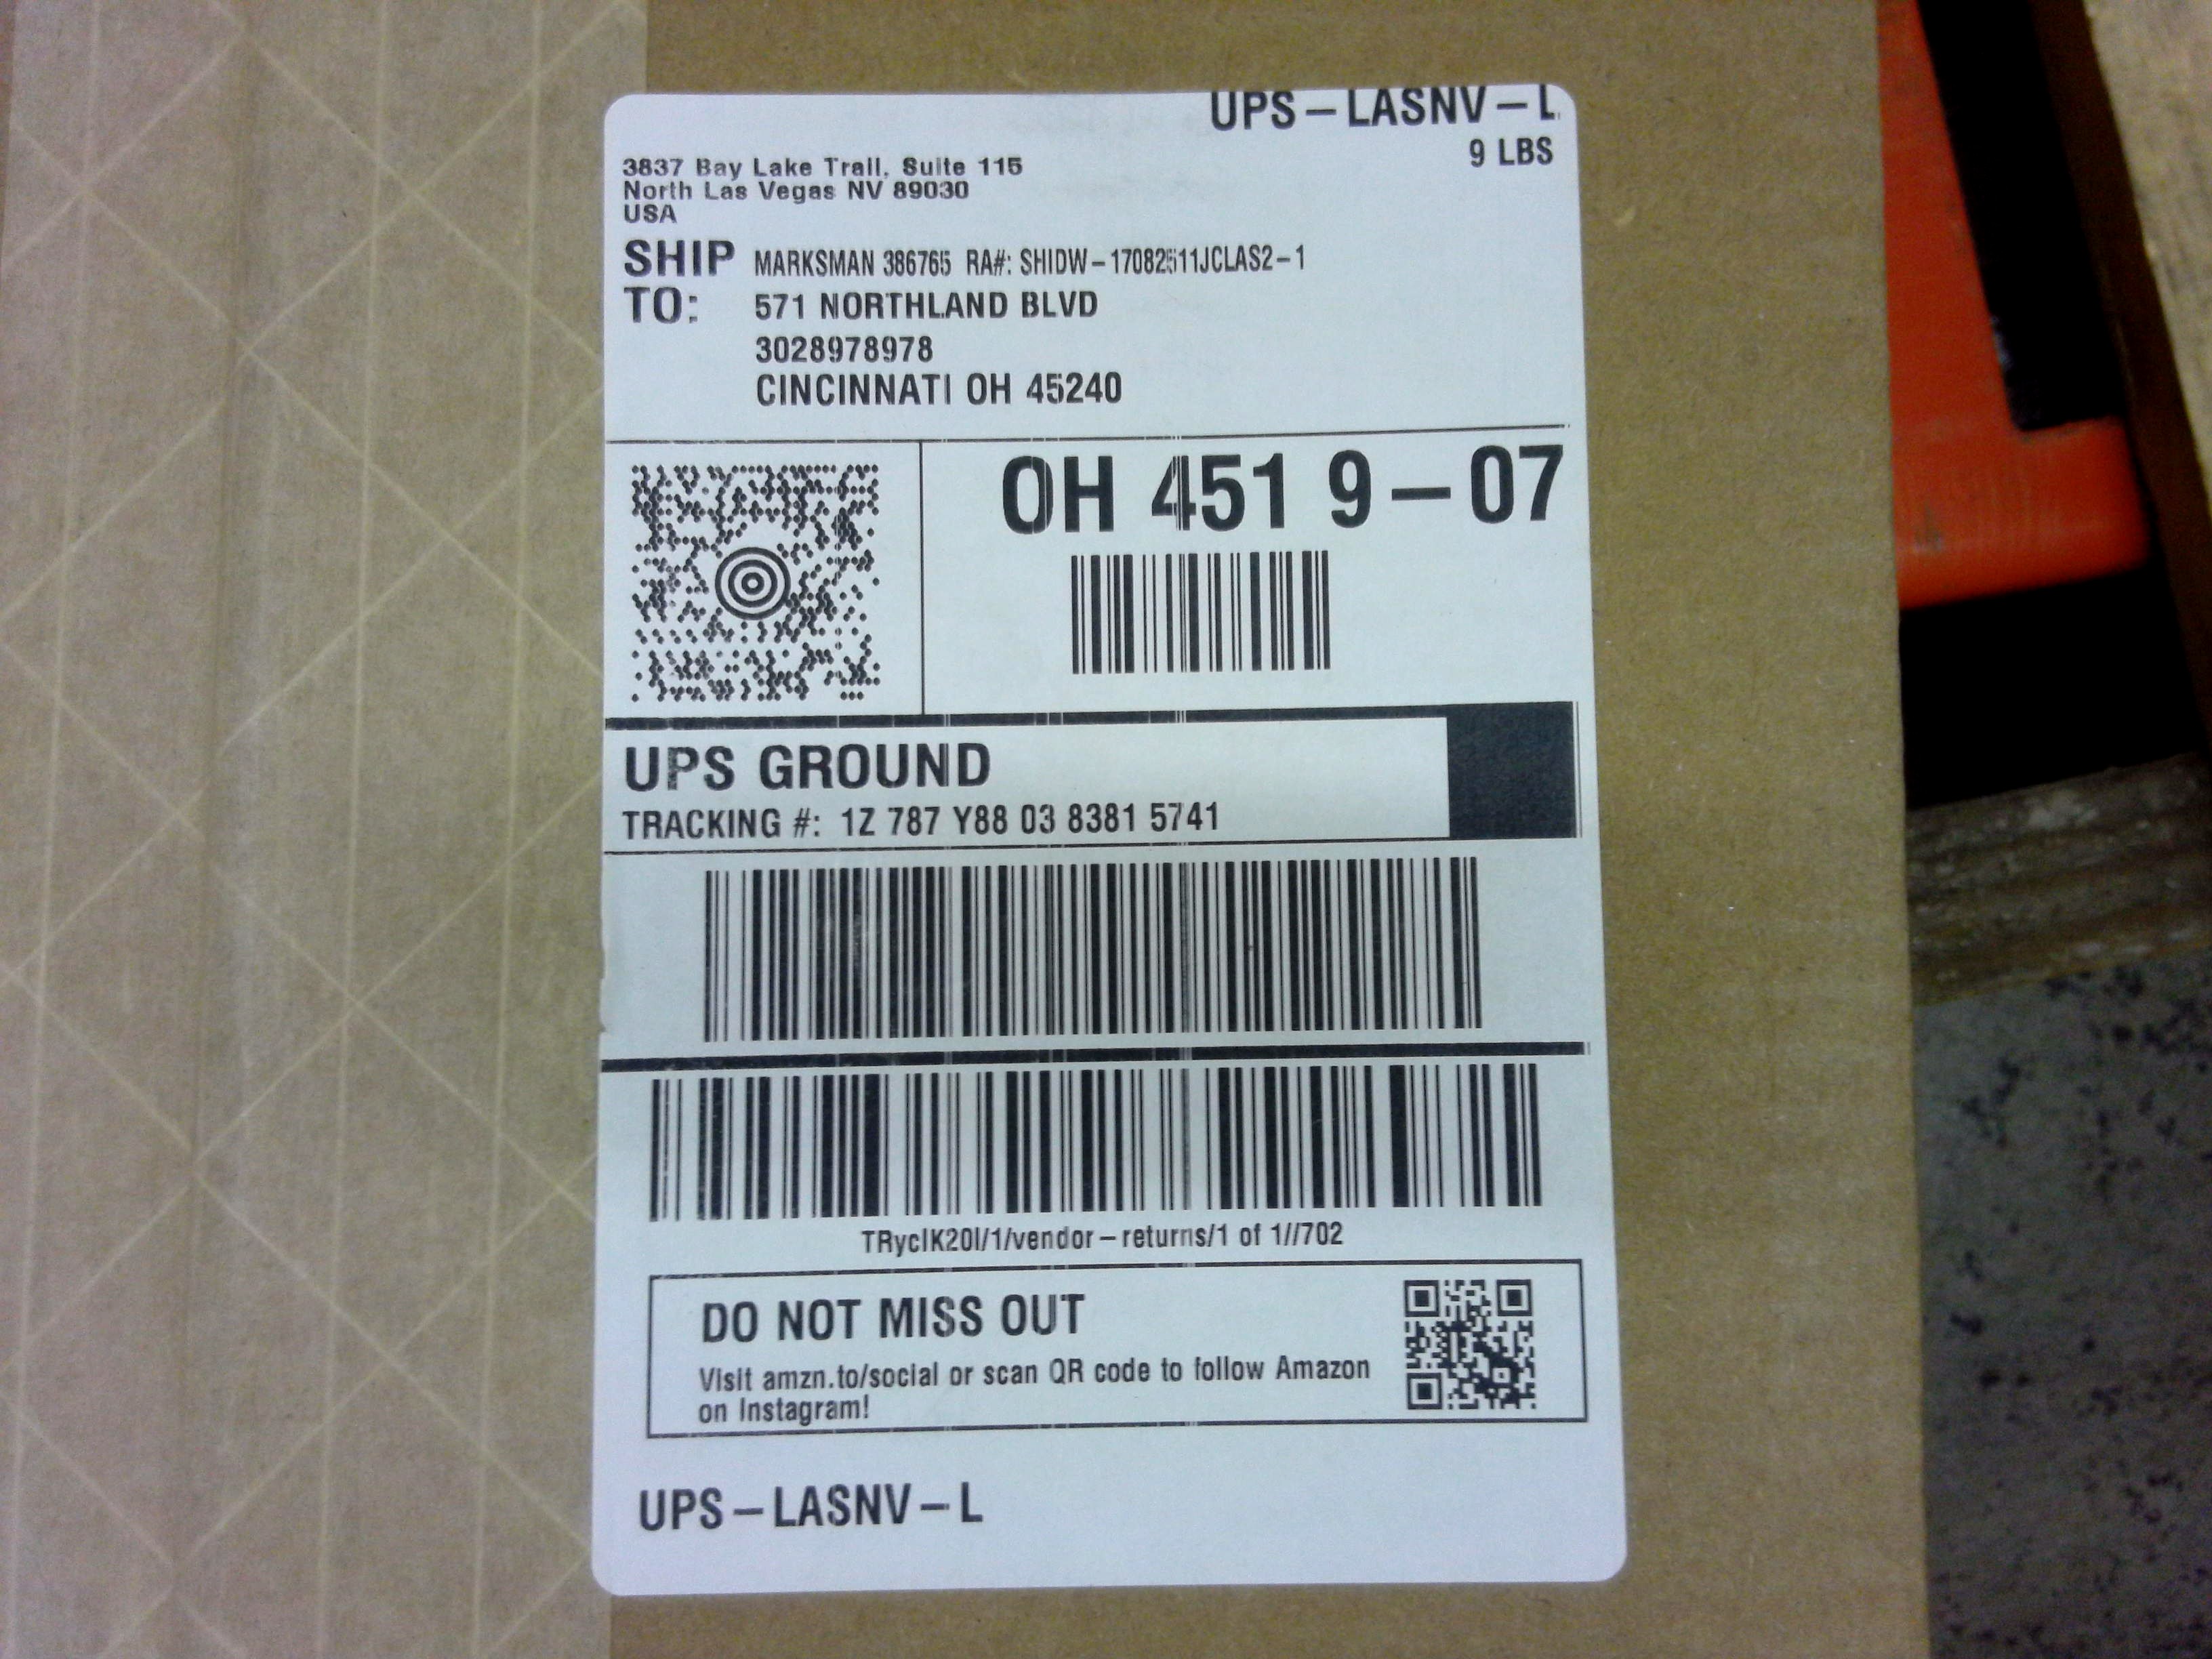 UPS – LASNV – L
9 LBS
3837 Bay Lake Trail, Suite 115
North Las Vegas NV 89030
USA
SHIP TO:
MARKSMAN 386765 RA#: SHIDW – 17082511JCLAS2 – 1
571 NORTHLAND BLVD
3028978978
CINCINNATI OH 45240
OH 451 9 – 07
UPS GROUND
TRACKING #: 1Z 787 Y88 03 8381 5741
TRyclK20l/1/vendor – returns/1 of 1//702
DO NOT MISS OUT
Visit amzn.to/social or scan QR code to follow Amazon
on Instagram!
UPS – LASNV – L